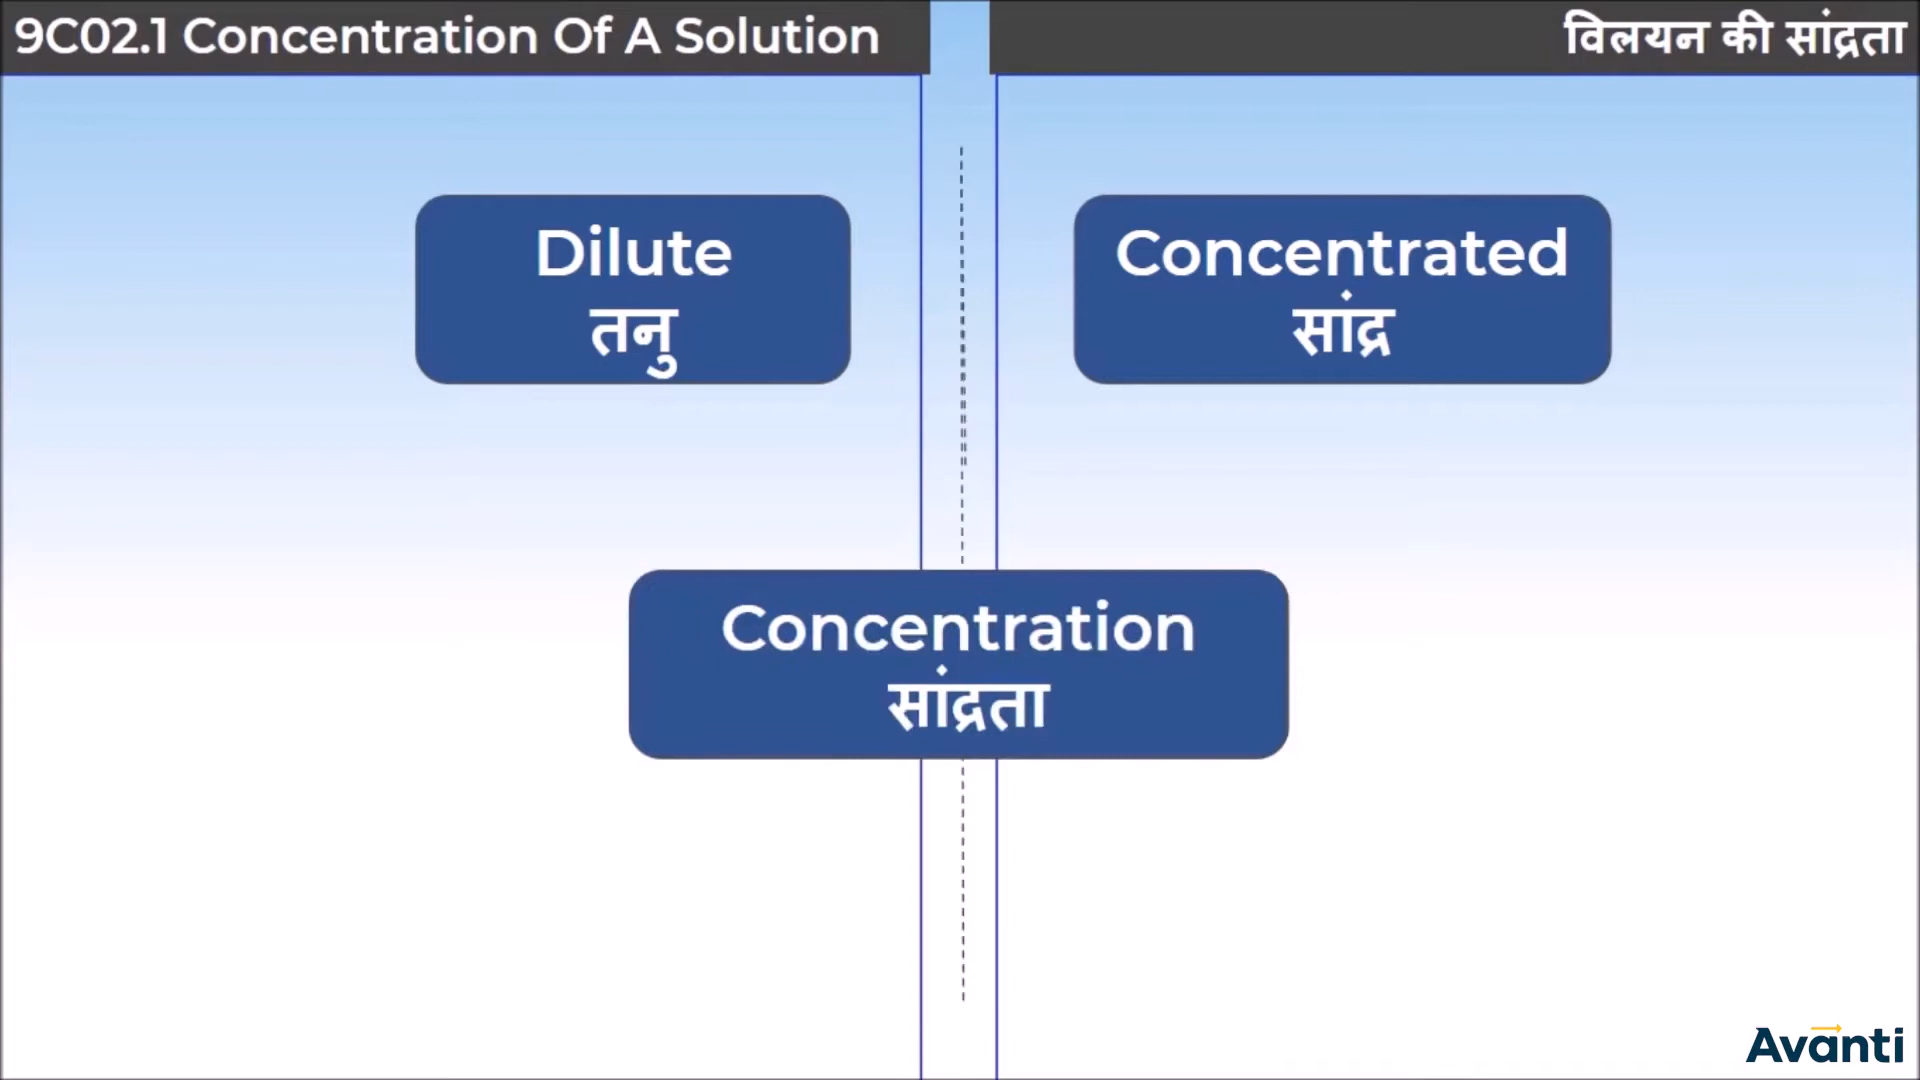 9C02.1 Concentration Of A Solution
विलयन की सांद्रता
Dilute
तनु
Concentrated
सांद्र
Concentration
सांद्रता
Avanti